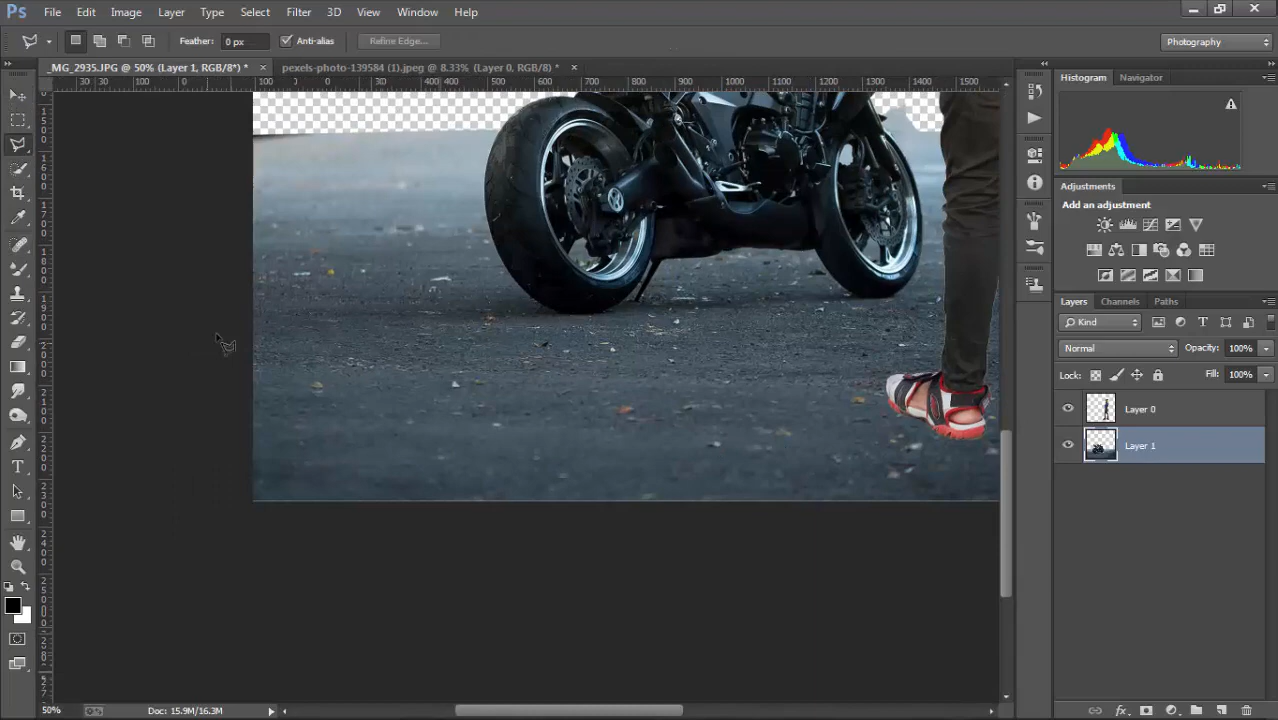 Ps File Edit Image Layer Type Select Filter 3D View Window Help
Feather: 0 px Anti-alias Refine Edge... Photography
_MG_2935.JPG @ 50% (Layer 1, RGB/8*) * × pexels-photo-139584 (1).jpeg @ 8.33% (Layer 0, RGB/8*) * ×
Histogram Navigator
Adjustments
Add an adjustment
Layers Channels Paths
Kind
Normal Opacity: 100%
Lock: Fill: 100%
Layer 0
Layer 1
50% Doc: 15.9M/16.3M